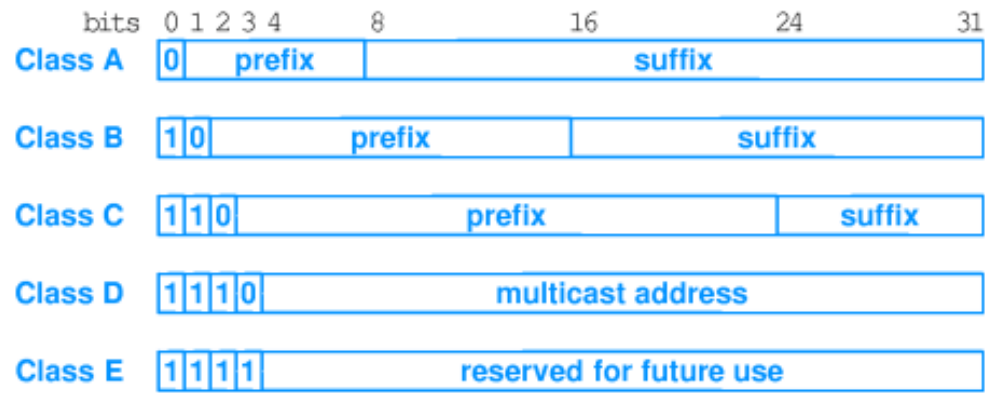 bits 0 1 2 3 4 8 16 24 31
Class A 0 prefix suffix
Class B 1 0 prefix suffix
Class C 1 1 0 prefix suffix
Class D 1 1 1 0 multicast address
Class E 1 1 1 1 reserved for future use